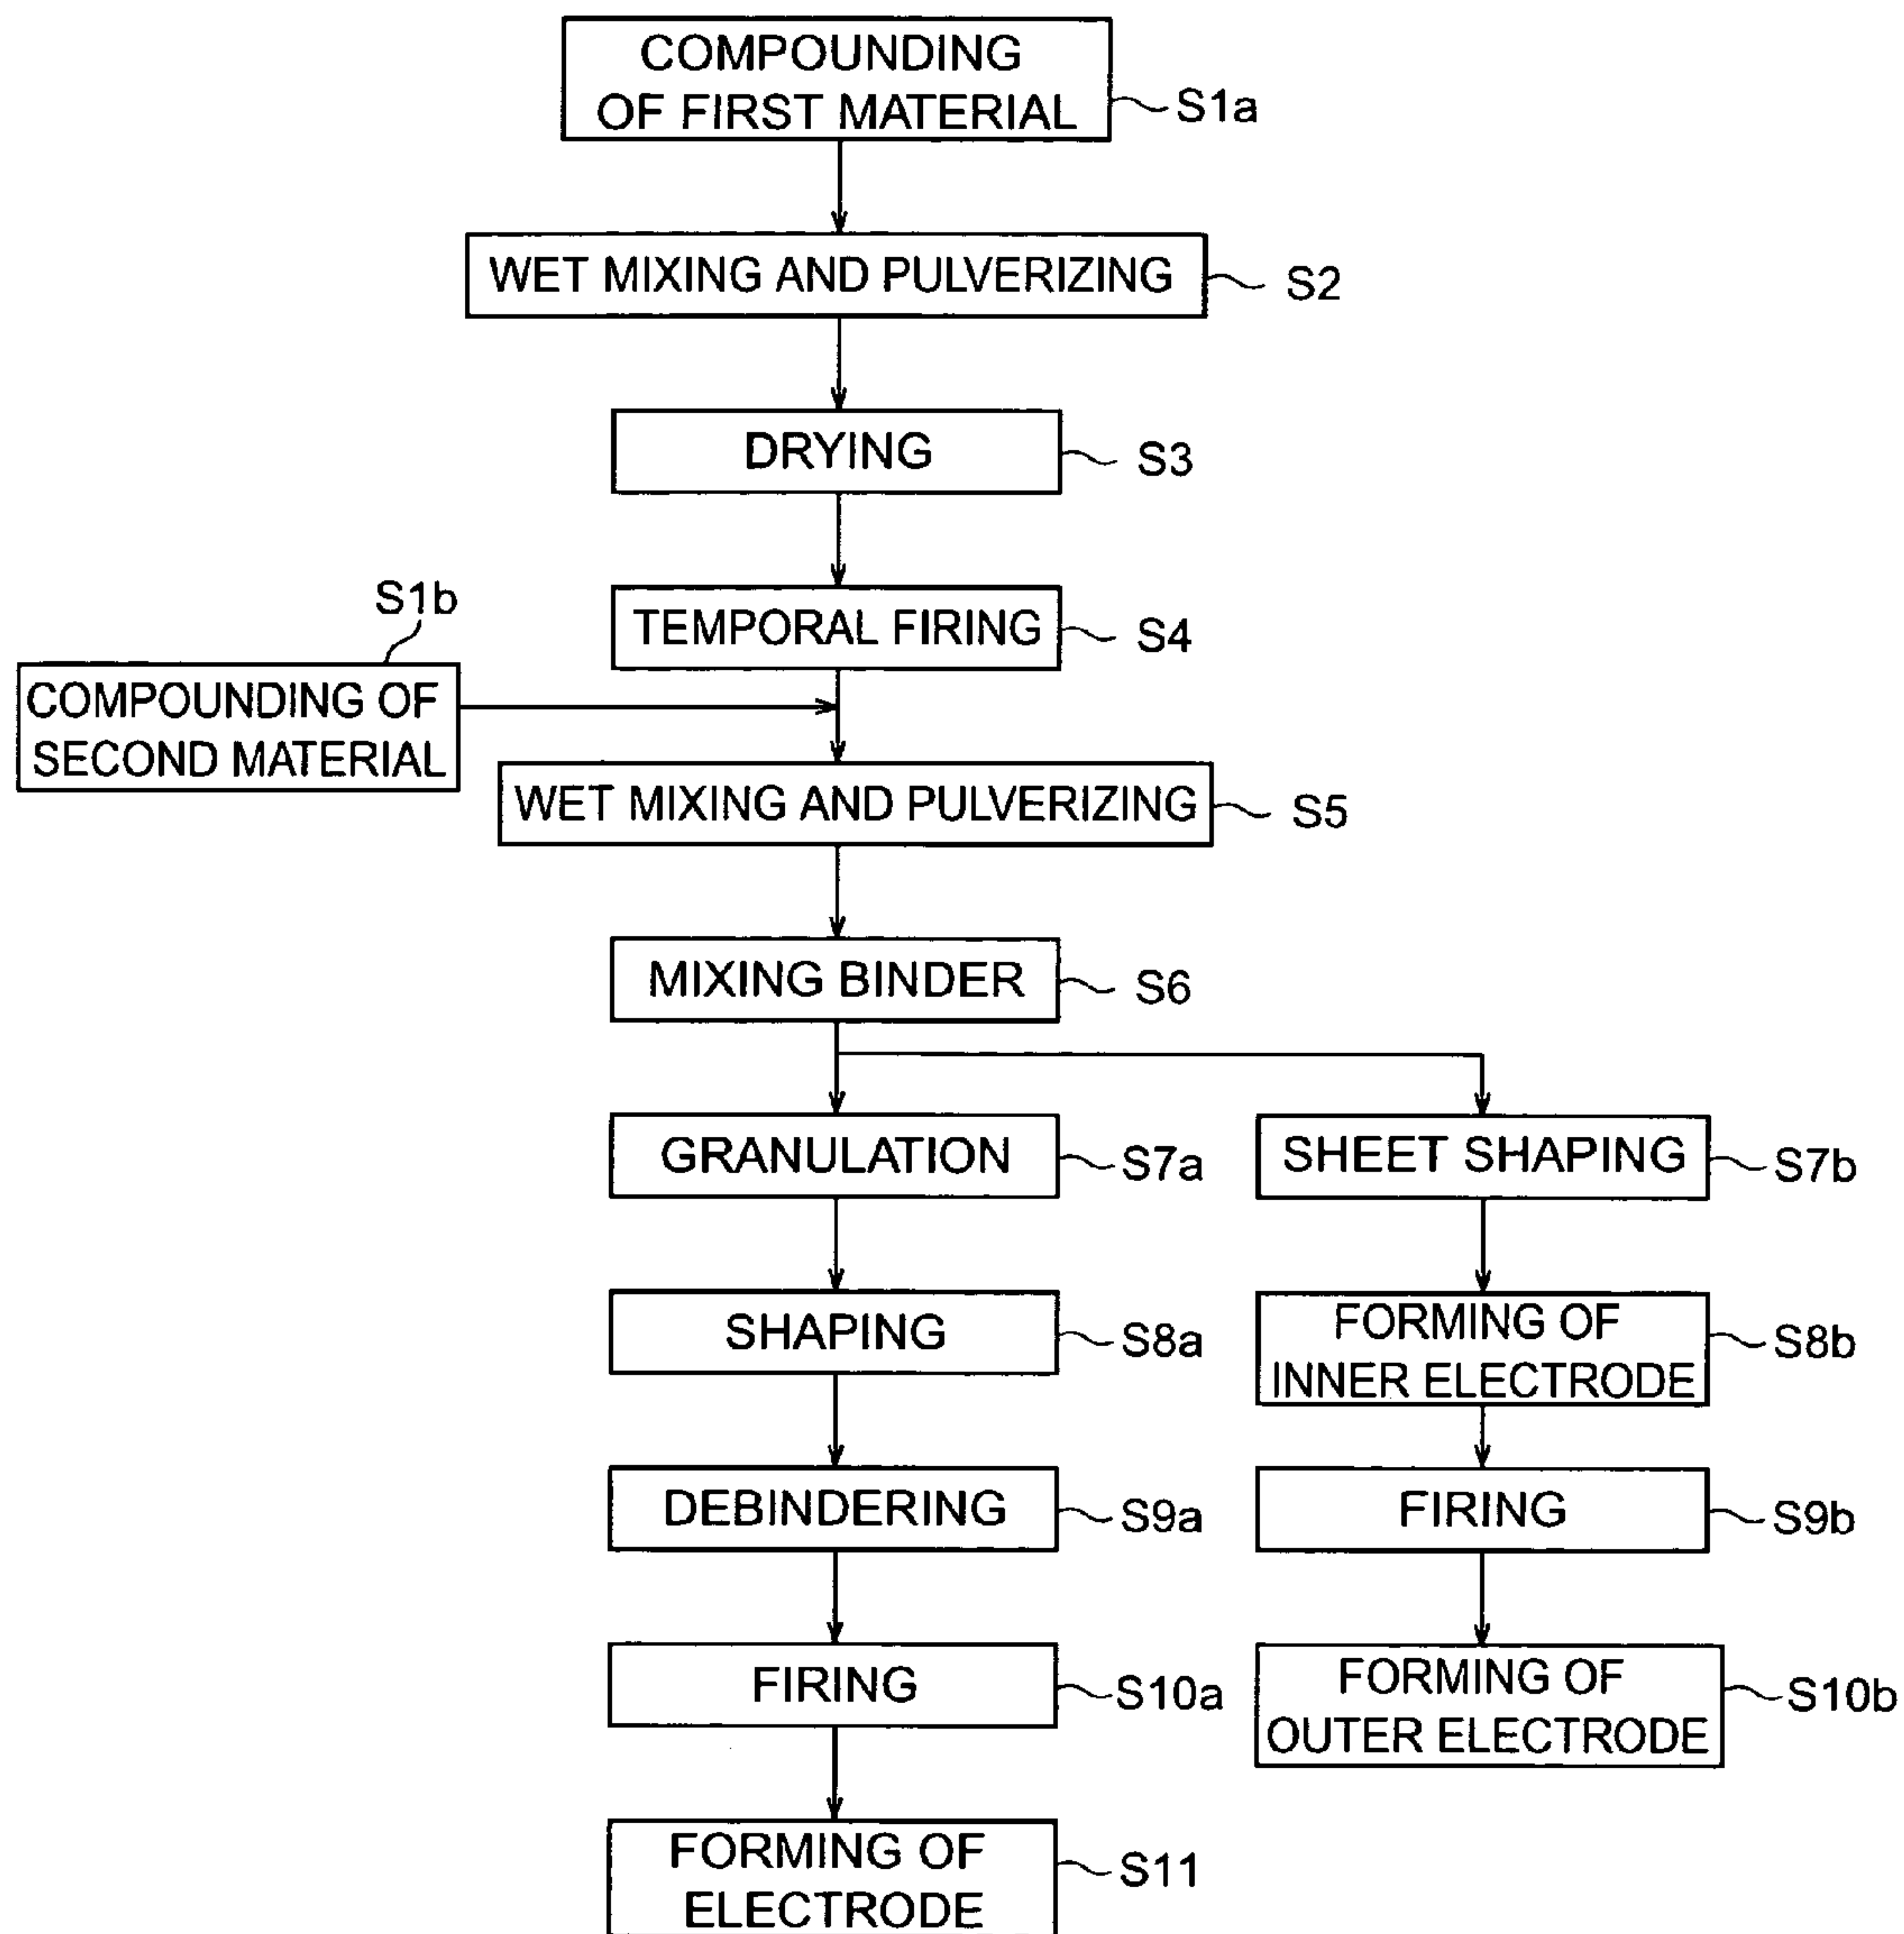 COMPOUNDING
OF FIRST MATERIAL
S1a
WET MIXING AND PULVERIZING
S2
DRYING
S3
TEMPORAL FIRING
S4
S1b
COMPOUNDING OF
SECOND MATERIAL
WET MIXING AND PULVERIZING
S5
MIXING BINDER
S6
GRANULATION
S7a
SHEET SHAPING
S7b
SHAPING
S8a
FORMING OF
INNER ELECTRODE
S8b
DEBINDERING
S9a
FIRING
S9b
FIRING
S10a
FORMING OF
OUTER ELECTRODE
S10b
FORMING OF
ELECTRODE
S11